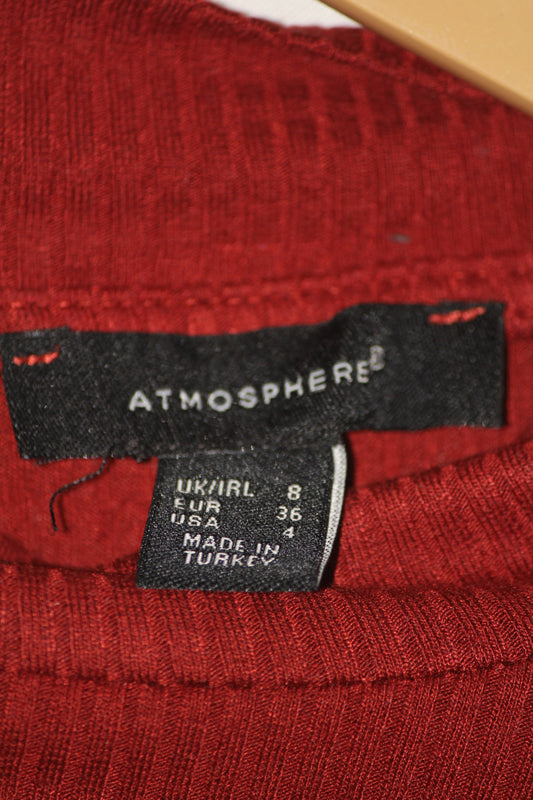 ATMOSPHERE®
UK/IRL 8
EUR 36
USA 4
MADE IN
TURKEY